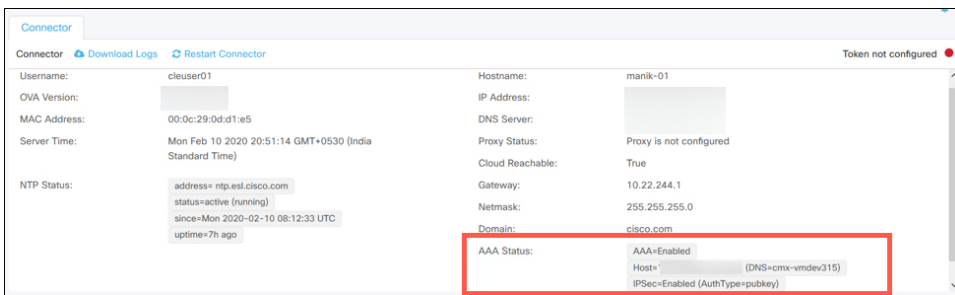 Connector
Connector Download Logs Restart Connector Token not configured
Username: cleuser01
OVA Version:
MAC Address: 00:0c:29:0d:d1:e5
Server Time: Mon Feb 10 2020 20:51:14 GMT+0530 (India
Standard Time)
NTP Status: address= ntp.esl.cisco.com
status=active (running)
since=Mon 2020-02-10 08:12:33 UTC
uptime=7h ago
Hostname: manik-01
IP Address:
DNS Server:
Proxy Status: Proxy is not configured
Cloud Reachable: True
Gateway: 10.22.244.1
Netmask: 255.255.255.0
Domain: cisco.com
AAA Status: AAA=Enabled
Host= (DNS=cmx-vmdev315)
IPSec=Enabled (AuthType=pubkey)